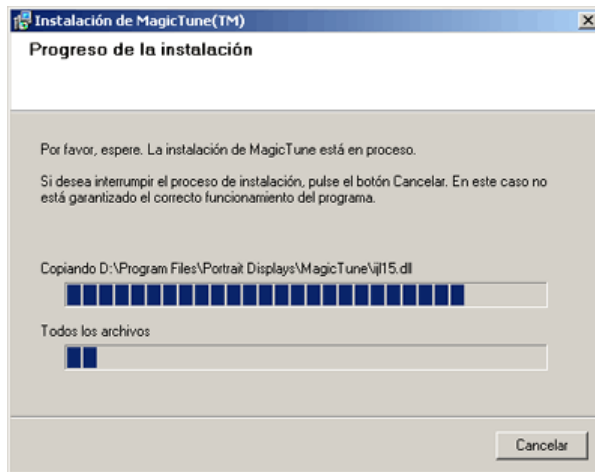 Instalación de MagicTune(TM)
Progreso de la instalación
Por favor, espere. La instalación de MagicTune está en proceso.
Si desea interrumpir el proceso de instalación, pulse el botón Cancelar. En este caso no
está garantizado el correcto funcionamiento del programa.
Copiando D:\Program Files\Portrait Displays\MagicTune\ijl15.dll
Todos los archivos
Cancelar